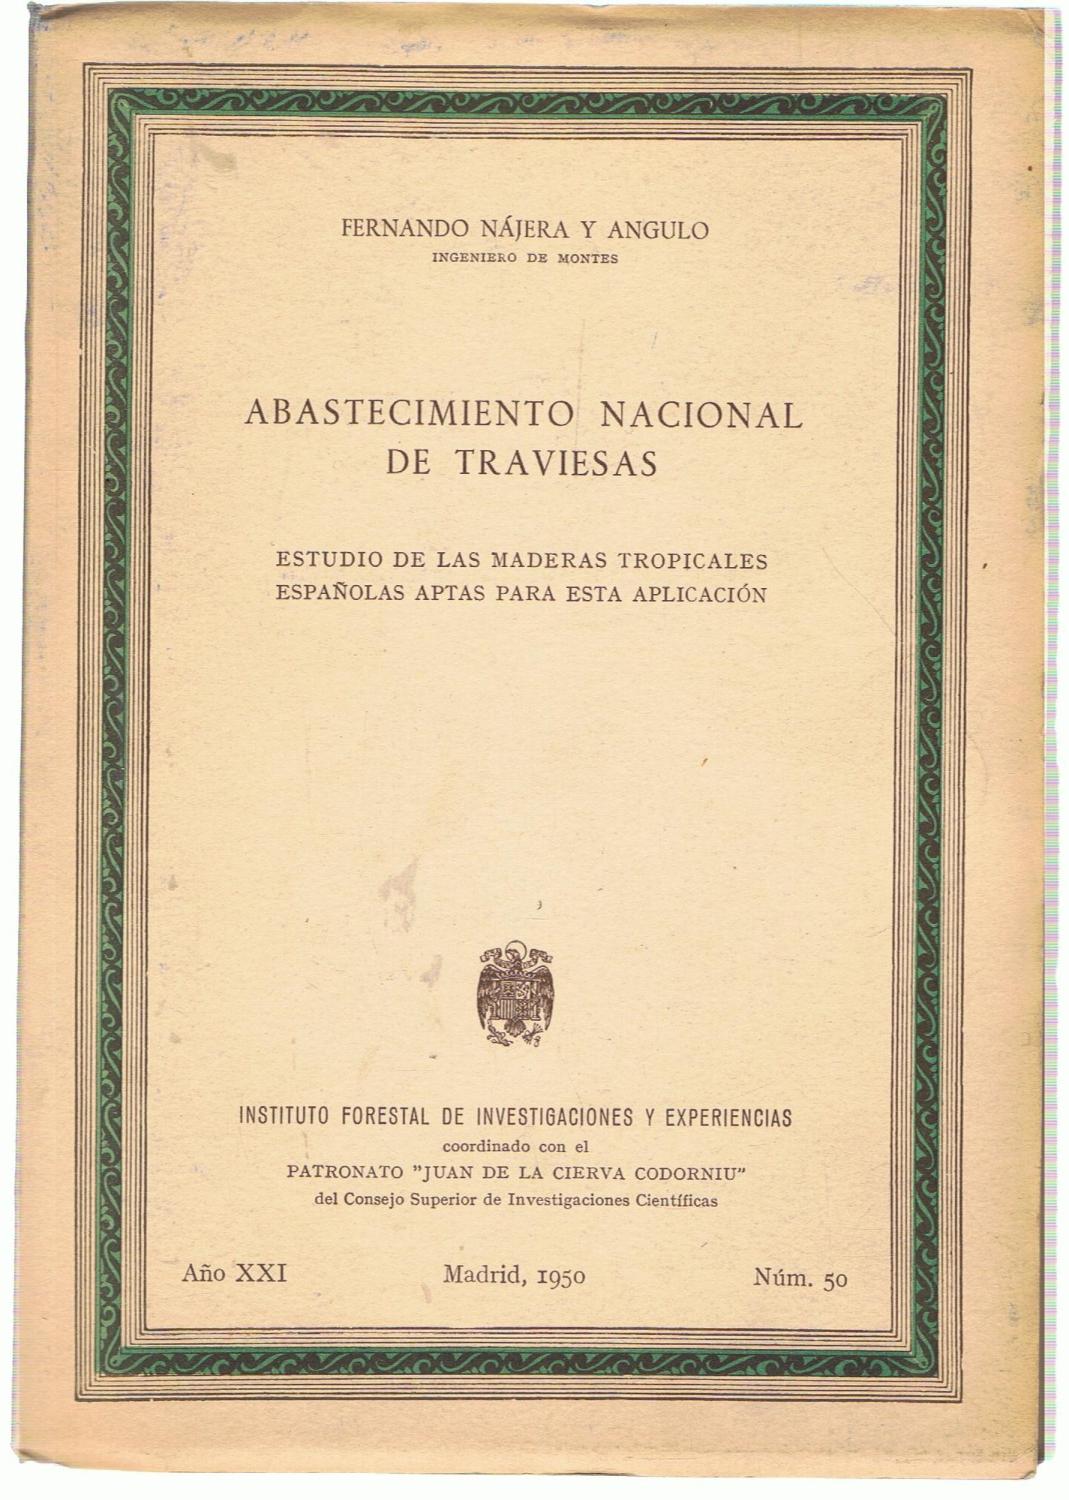 FERNANDO NÁJERA Y ANGULO
INGENIERO DE MONTES
ABASTECIMIENTO NACIONAL
DE TRAVIESAS
ESTUDIO DE LAS MADERAS TROPICALES
ESPAÑOLAS APTAS PARA ESTA APLICACIÓN
INSTITUTO FORESTAL DE INVESTIGACIONES Y EXPERIENCIAS
coordinado con el
PATRONATO "JUAN DE LA CIERVA CODORNIU"
del Consejo Superior de Investigaciones Científicas
Año XXI Madrid, 1950 Núm. 50